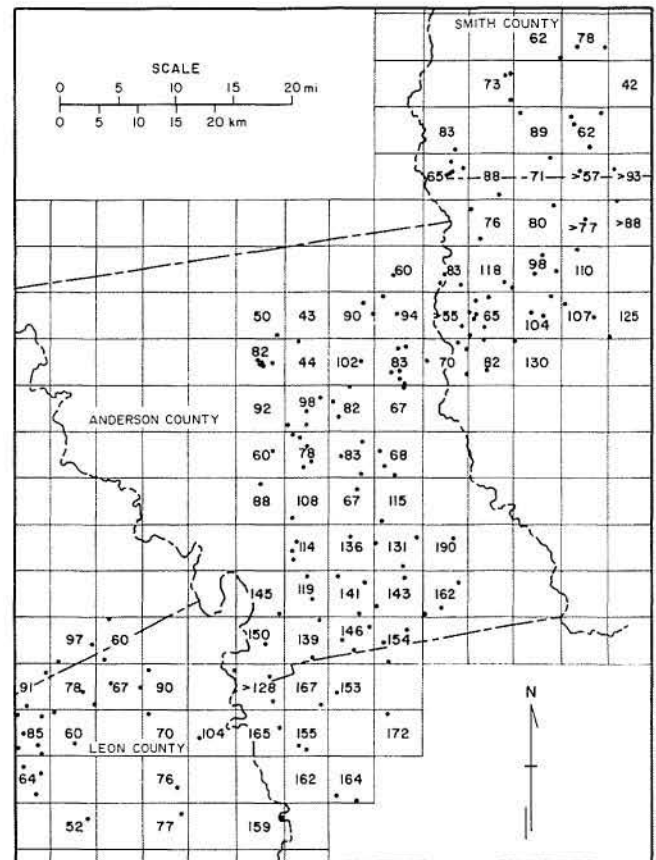 SMITH COUNTY
62 78
SCALE
0 5 10 15 20 mi
0 5 10 15 20 km
73 42
83 89 62
65 88 71 >57 >93
76 80 >77 >88
60 83 118 98 110
50 43 90 94 >55 65 104 107 125
82 44 102 83 70 82 130
92 98 82 67
ANDERSON COUNTY
60 78 83 68
88 108 67 115
114 136 131 190
145 119 141 143 162
97 60 150 139 146 154
91 78 67 90 >128 167 153
N
85 60 70 104 165 155 172
LEON COUNTY
64 76 162 164
52 77 159